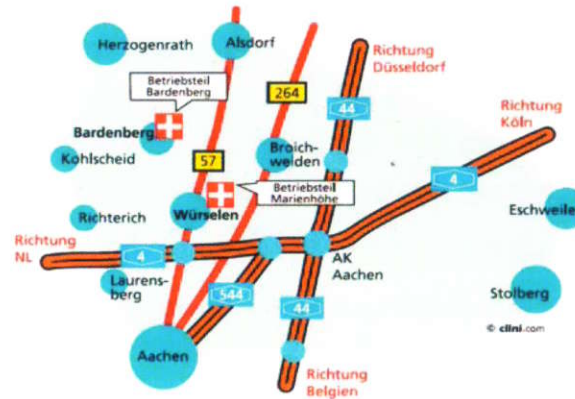 Herzogenrath
Alsdorf
Richtung
Düsseldorf
Betriebsteil
Bardenberg
264
44
Richtung
Köln
Bardenberg
Kohlscheid
57
Broich-
weiden
4
Betriebsteil
Marienhöhe
Richterich
Würselen
Eschweile
Richtung
NL
4
AK
Aachen
Laurens-
berg
544
44
Stolberg
© clini.com
Aachen
Richtung
Belgien